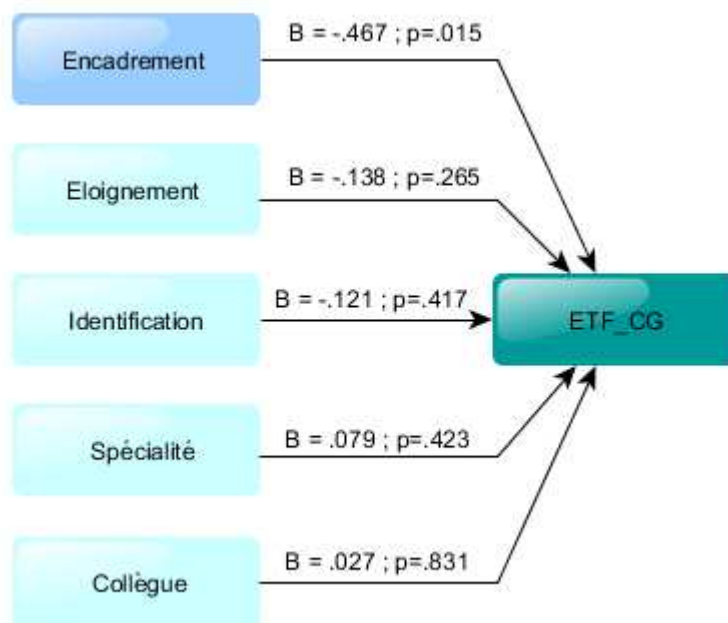 B = -.467 ; p=.015
Encadrement
B = -.138 ; p=.265
Eloignement
B = -.121 ; p=.417
Identification
ETF_CG
B = .079 ; p=.423
Spécialité
B = .027 ; p=.831
Collègue